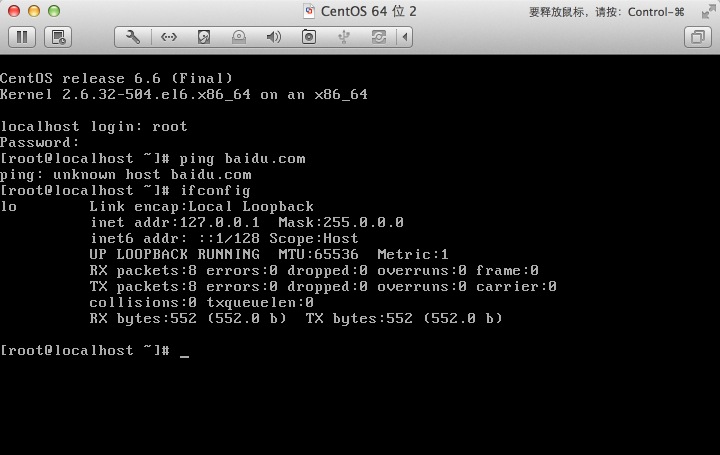 CentOS 64 位 2
要释放鼠标，请按：Control-⌘
CentOS release 6.6 (Final)
Kernel 2.6.32-504.el6.x86_64 on an x86_64
localhost login: root
Password:
[root@localhost ~]# ping baidu.com
ping: unknown host baidu.com
[root@localhost ~]# ifconfig
lo        Link encap:Local Loopback
          inet addr:127.0.0.1  Mask:255.0.0.0
          inet6 addr: ::1/128 Scope:Host
          UP LOOPBACK RUNNING  MTU:65536  Metric:1
          RX packets:8 errors:0 dropped:0 overruns:0 frame:0
          TX packets:8 errors:0 dropped:0 overruns:0 carrier:0
          collisions:0 txqueuelen:0
          RX bytes:552 (552.0 b)  TX bytes:552 (552.0 b)
[root@localhost ~]# _